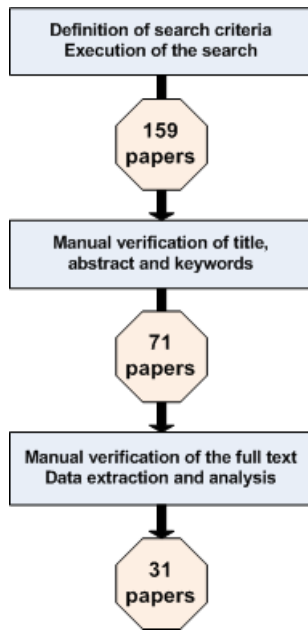 Definition of search criteria
Execution of the search
159
papers
Manual verification of title,
abstract and keywords
71
papers
Manual verification of the full text
Data extraction and analysis
31
papers